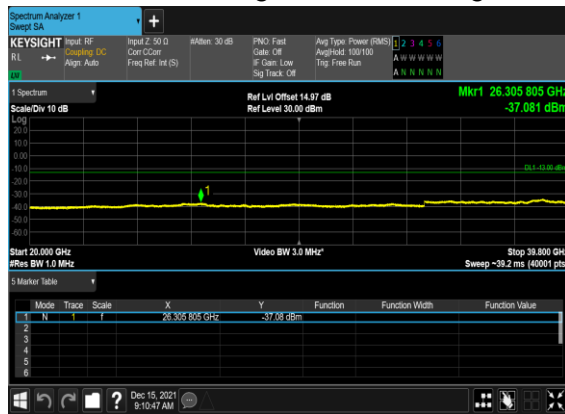 Spectrum Analyzer 1
Swept SA
KEYSIGHT Input: RF Input Z: 50 Ω #Atten: 30 dB PNO: Fast Avg Type: Power (RMS) 1 2 3 4 5 6
RL Coupling: DC Corr CCorr Gate: Off Avg|Hold: 100/100 A W W W W W
Align: Auto Freq Ref: Int (S) IF Gain: Low Trig: Free Run
Sig Track: Off A N N N N N
1 Spectrum Ref Lvl Offset 14.97 dB Mkr1 26.305 805 GHz
Scale/Div 10 dB Ref Level 30.00 dBm -37.081 dBm
Log
20.0
10.0
0.00
-10.0 DL1 -13.00 dBm
-20.0
-30.0 1
-40.0
-50.0
-60.0
Start 20.000 GHz Video BW 3.0 MHz* Stop 39.800 GHz
#Res BW 1.0 MHz Sweep ~39.2 ms (40001 pts
5 Marker Table
Mode Trace Scale X Y Function Function Width Function Value
1 N 1 f 26.305 805 GHz -37.08 dBm
2
3
4
5
6
? Dec 15, 2021
9:10:47 AM